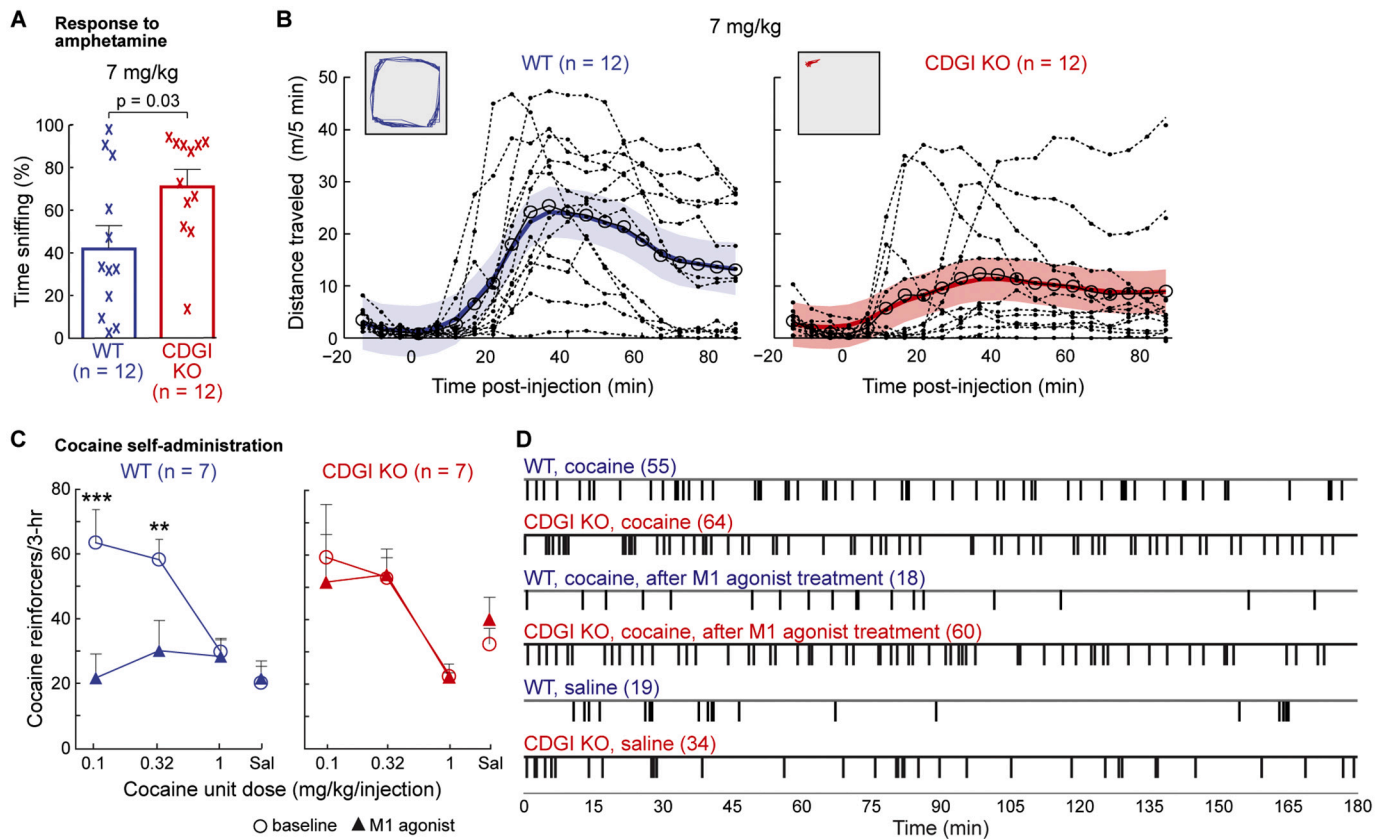 A
Response to
amphetamine
7 mg/kg
p = 0.03
Time sniffing (%)
100
80
60
40
20
0
WT
(n = 12)
CDGI
KO
(n = 12)
B
7 mg/kg
WT (n = 12)
CDGI KO (n = 12)
Distance traveled (m/5 min)
50
40
30
20
10
0
−20 0 20 40 60 80
−20 0 20 40 60 80
Time post-injection (min)
Time post-injection (min)
C
Cocaine self-administration
WT (n = 7)
CDGI KO (n = 7)
Cocaine reinforcers/3-hr
80
60
40
20
0
***
**
0.1 0.32 1 Sal
0.1 0.32 1 Sal
Cocaine unit dose (mg/kg/injection)
baseline M1 agonist
D
WT, cocaine (55)
CDGI KO, cocaine (64)
WT, cocaine, after M1 agonist treatment (18)
CDGI KO, cocaine, after M1 agonist treatment (60)
WT, saline (19)
CDGI KO, saline (34)
0 15 30 45 60 75 90 105 120 135 150 165 180
Time (min)